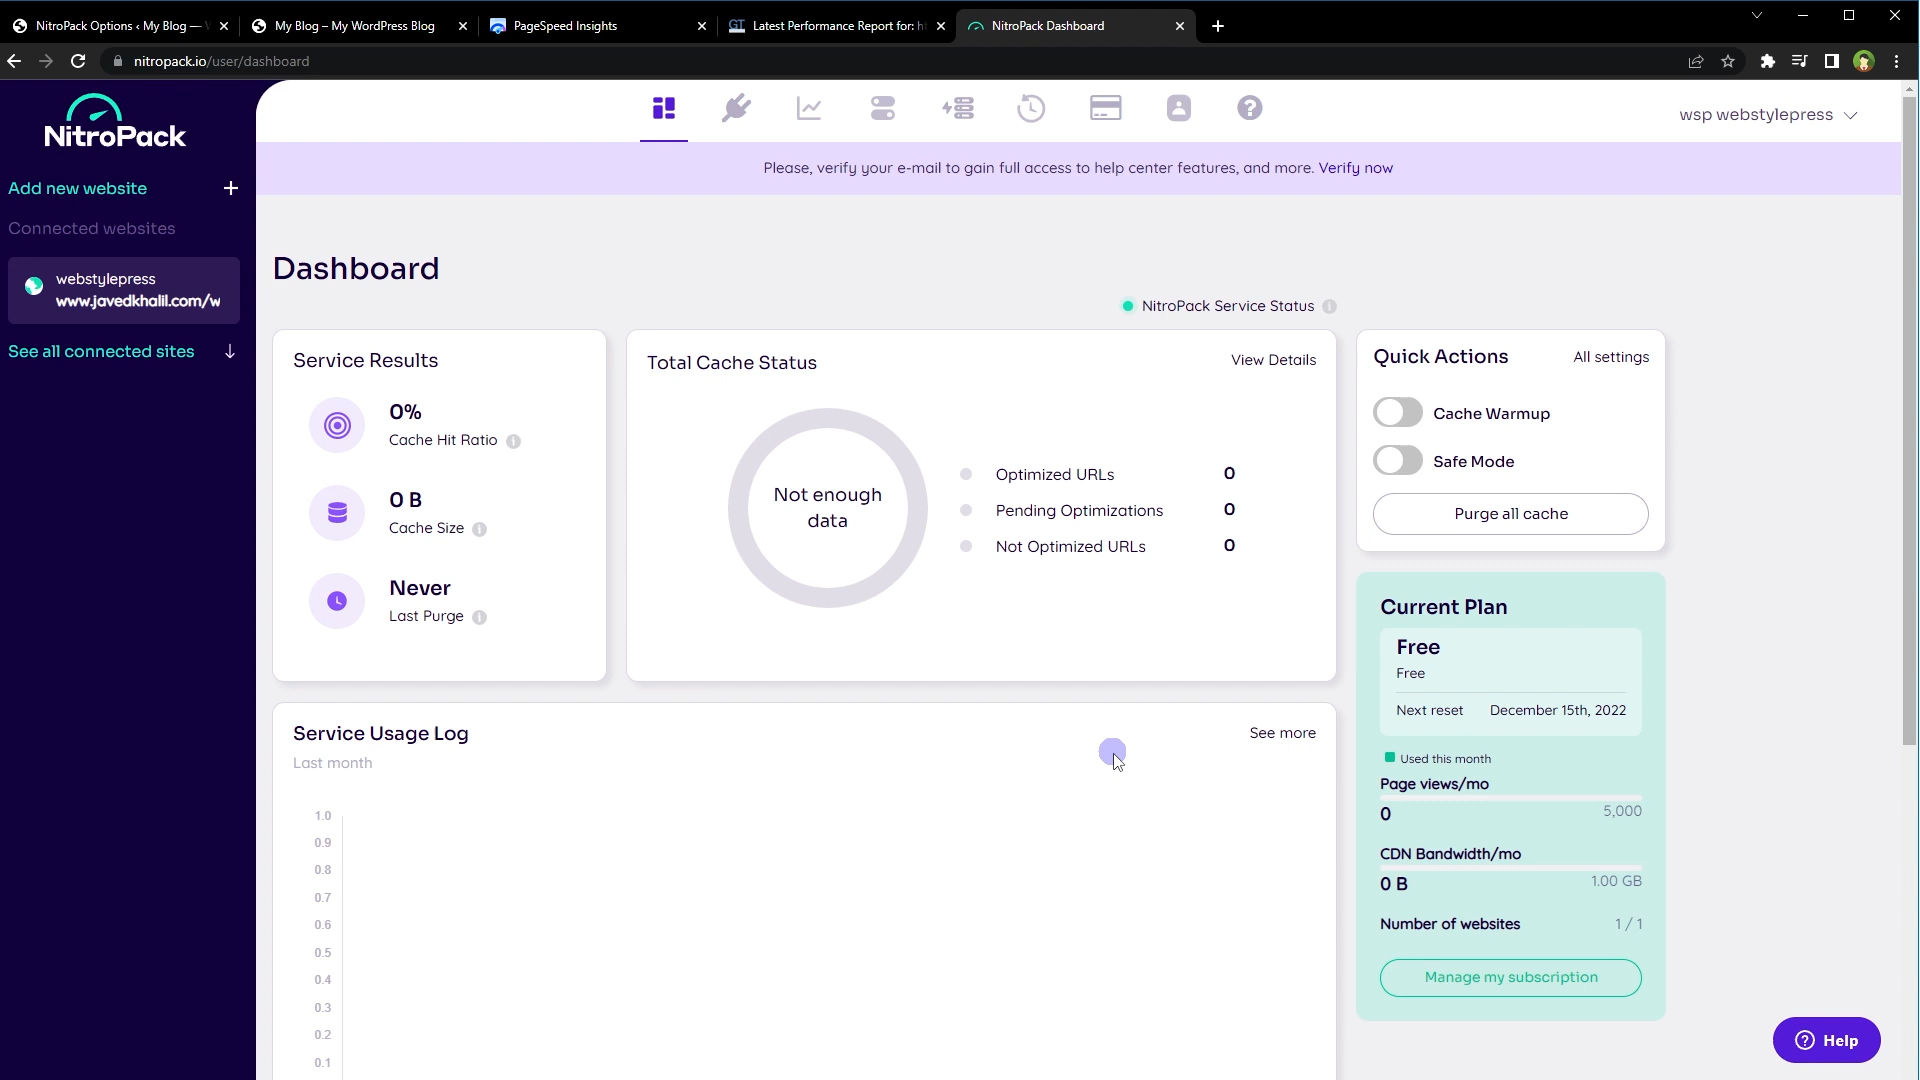 NitroPack Options ‹ My Blog —
My Blog – My WordPress Blog
PageSpeed Insights
GT
Latest Performance Report for:
NitroPack Dashboard
nitropack.io/user/dashboard
NitroPack
wsp webstylepress
Please, verify your e-mail to gain full access to help center features, and more. Verify now
Add new website
Connected websites
webstylepress
www.javedkhalil.com/w
See all connected sites
Dashboard
NitroPack Service Status
Service Results
0%
Cache Hit Ratio
0 B
Cache Size
Never
Last Purge
Total Cache Status
View Details
Not enough
data
Optimized URLs 0
Pending Optimizations 0
Not Optimized URLs 0
Quick Actions
All settings
Cache Warmup
Safe Mode
Purge all cache
Current Plan
Free
Free
Next reset December 15th, 2022
Used this month
Page views/mo
0 5,000
CDN Bandwidth/mo
0 B 1.00 GB
Number of websites 1 / 1
Manage my subscription
Service Usage Log
See more
Last month
1.0
0.9
0.8
0.7
0.6
0.5
0.4
0.3
0.2
0.1
Help